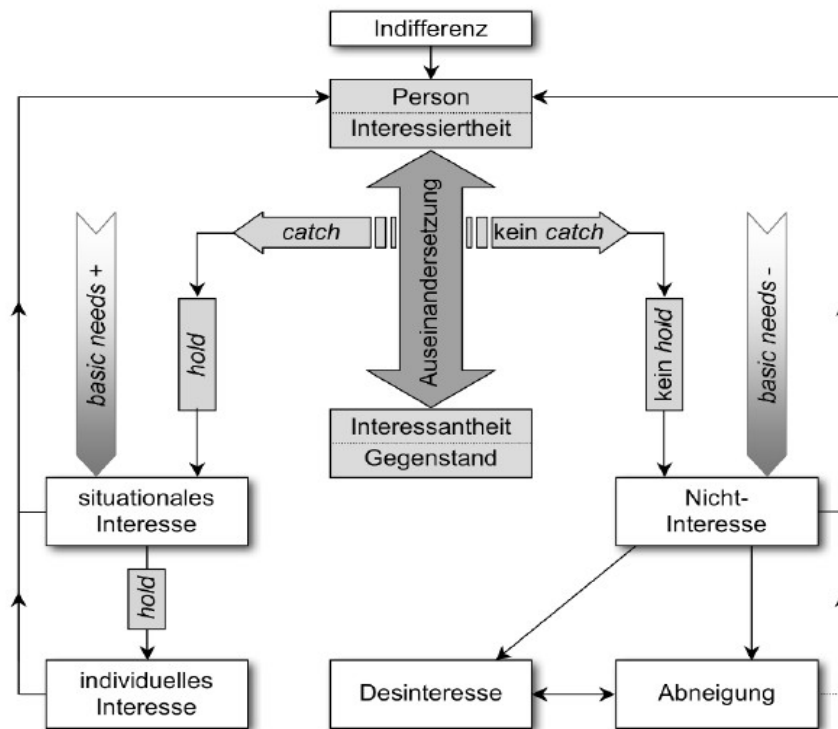 Indifferenz
Person
Interessiertheit
Auseinandersetzung
catch
kein catch
basic needs +
hold
kein hold
basic needs -
Interessantheit
Gegenstand
situationales
Interesse
Nicht-
Interesse
hold
individuelles
Interesse
Desinteresse
Abneigung